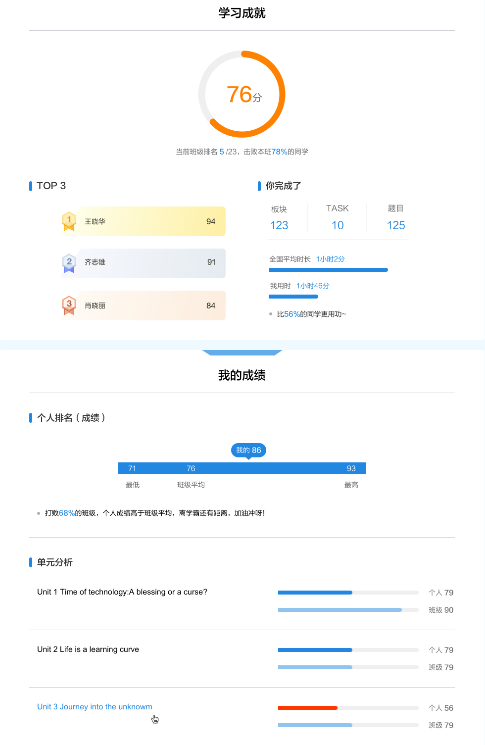 学习成就
76分
当前班级排名 5 /23，击败本班78%的同学
TOP 3
1 王晓华 94
2 齐志雄 91
3 肖晓丽 84
你完成了
板块 TASK 题目
123 10 125
全国平均时长 1小时2分
我用时 1小时46分
比56%的同学更用功~
我的成绩
个人排名（成绩）
我的 86
71 76 93
最低 班级平均 最高
打败68%的班级，个人成绩高于班级平均，离学霸还有距离，加油冲呀！
单元分析
Unit 1 Time of technology:A blessing or a curse?
个人 79
班级 90
Unit 2 Life is a learning curve
个人 79
班级 79
Unit 3 Journey into the unknowm
个人 56
班级 79